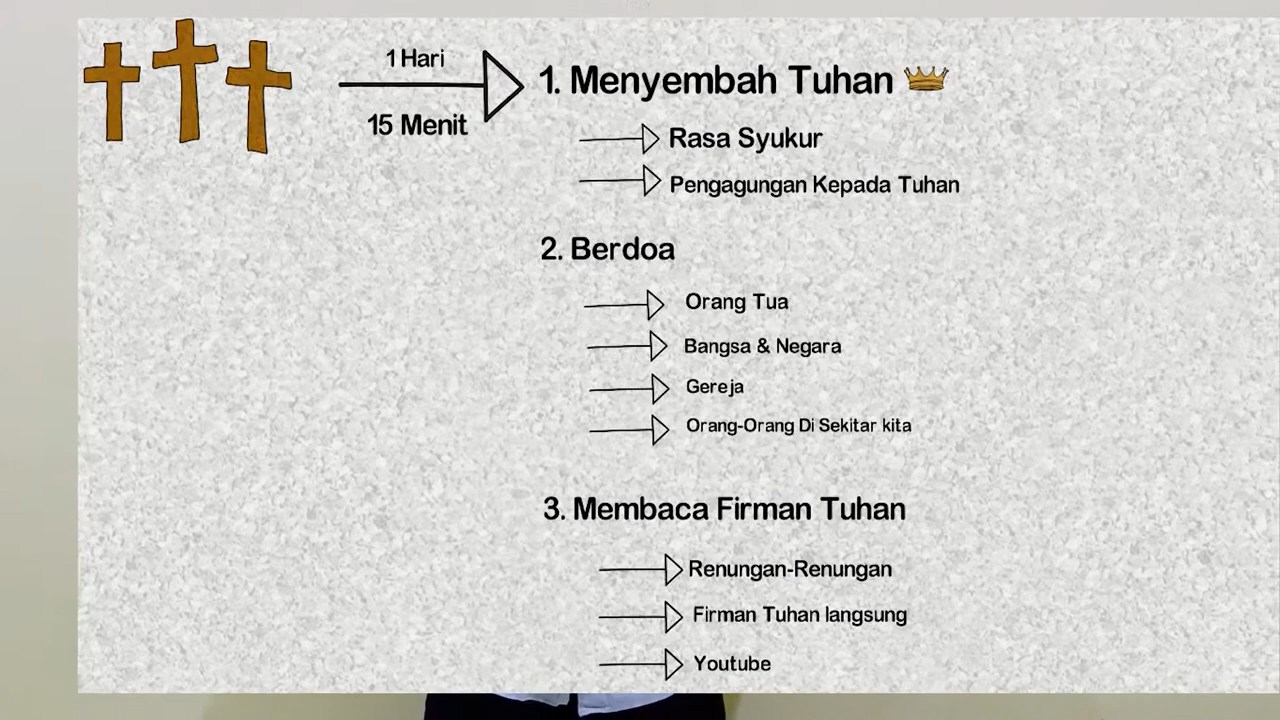 1 Hari
15 Menit
1. Menyembah Tuhan
Rasa Syukur
Pengagungan Kepada Tuhan
2. Berdoa
Orang Tua
Bangsa & Negara
Gereja
Orang-Orang Di Sekitar kita
3. Membaca Firman Tuhan
Renungan-Renungan
Firman Tuhan langsung
Youtube